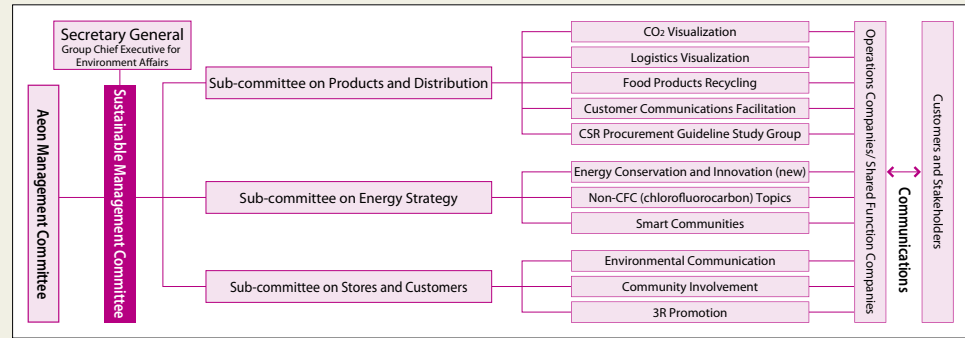 Secretary General
Group Chief Executive for
Environment Affairs
Aeon Management Committee
Sustainable Management Committee
Sub-committee on Products and Distribution
CO₂ Visualization
Logistics Visualization
Food Products Recycling
Customer Communications Facilitation
CSR Procurement Guideline Study Group
Sub-committee on Energy Strategy
Energy Conservation and Innovation (new)
Non-CFC (chlorofluorocarbon) Topics
Smart Communities
Sub-committee on Stores and Customers
Environmental Communication
Community Involvement
3R Promotion
Operations Companies/ Shared Function Companies
Communications
Customers and Stakeholders